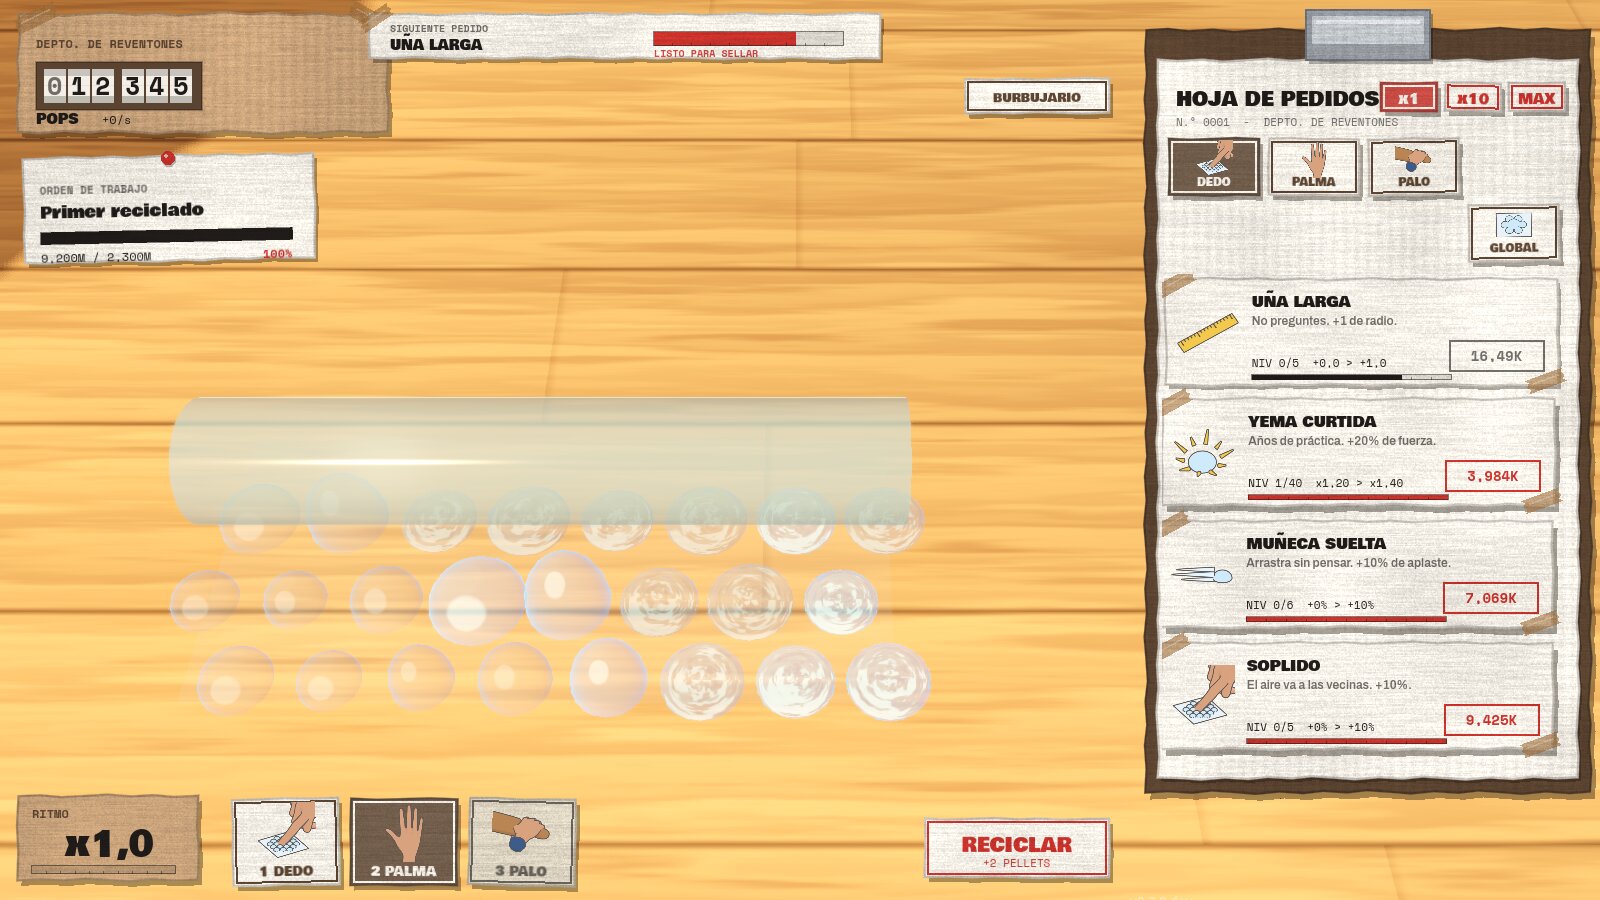 DEPTO. DE REVENTONES
012 345
POPS +0/s
SIGUIENTE PEDIDO
UÑA LARGA
LISTO PARA SELLAR
BURBUJARIO
ORDEN DE TRABAJO
Primer reciclado
9,200M / 2,300M 100%
HOJA DE PEDIDOS x1 x10 MAX
N.° 0001 - DEPTO. DE REVENTONES
DEDO PALMA PALO
GLOBAL
UÑA LARGA
No preguntes. +1 de radio.
NIV 0/5 +0,0 > +1,0 16,49K
YEMA CURTIDA
Años de práctica. +20% de fuerza.
NIV 1/40 x1,20 > x1,40 3,984K
MUÑECA SUELTA
Arrastra sin pensar. +10% de aplaste.
NIV 0/6 +0% > +10% 7,069K
SOPLIDO
El aire va a las vecinas. +10%.
NIV 0/5 +0% > +10% 9,425K
RITMO
x1,0
1 DEDO 2 PALMA 3 PALO
RECICLAR
+2 PELLETS